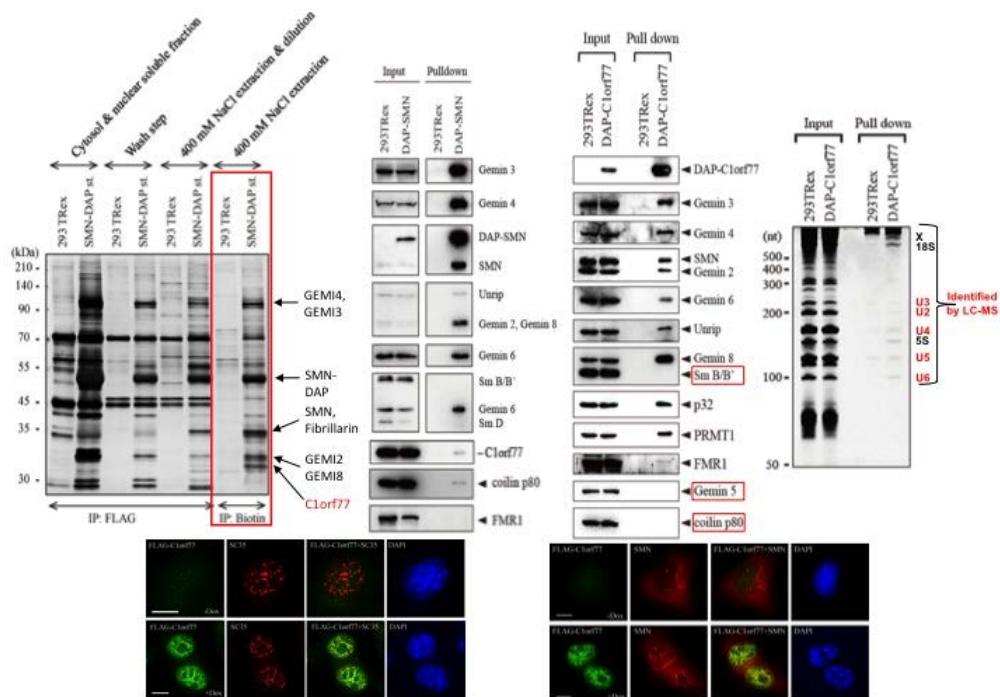 Cytosol & nuclear soluble fraction
Wash step
400 mM NaCl extraction & dilution
400 mM NaCl extraction
293 TRex
SMN-DAP st.
293 TRex
SMN-DAP st.
293 TRex
SMN-DAP st.
293 TRex
SMN-DAP st.
(kDa)
210
140
90
70
60
45
35
30
GEMI4,
GEMI3
SMN-
DAP
SMN,
Fibrillarin
GEMI2
GEMI8
C1orf77
IP: FLAG
IP: Biotin
Input
Pulldown
293TRex
DAP-SMN
293TRex
DAP-SMN
Gemin 3
Gemin 4
DAP-SMN
SMN
Unrip
Gemin 2, Gemin 8
Gemin 6
Sm B/B'
Gemin 6
Sm D
C1orf77
coilin p80
FMR1
Input
Pull down
293TRex
DAP-C1orf77
293TRex
DAP-C1orf77
DAP-C1orf77
Gemin 3
Gemin 4
SMN
Gemin 2
Gemin 6
Unrip
Gemin 8
Sm B/B'
p32
PRMT1
FMR1
Gemin 5
coilin p80
Input
Pull down
293TRex
DAP-C1orf77
293TRex
DAP-C1orf77
(nt)
500
400
300
200
100
50
X
18S
U3
U2
U4
5S
U5
U6
Identified
by LC-MS
FLAG-C1orf77
SC35
FLAG-C1orf77+SC35
DAPI
-Dox
FLAG-C1orf77
SC35
FLAG-C1orf77+SC35
DAPI
+Dox
FLAG-C1orf77
SMN
FLAG-C1orf77+SMN
DAPI
-Dox
FLAG-C1orf77
SMN
FLAG-C1orf77+SMN
DAPI
+Dox